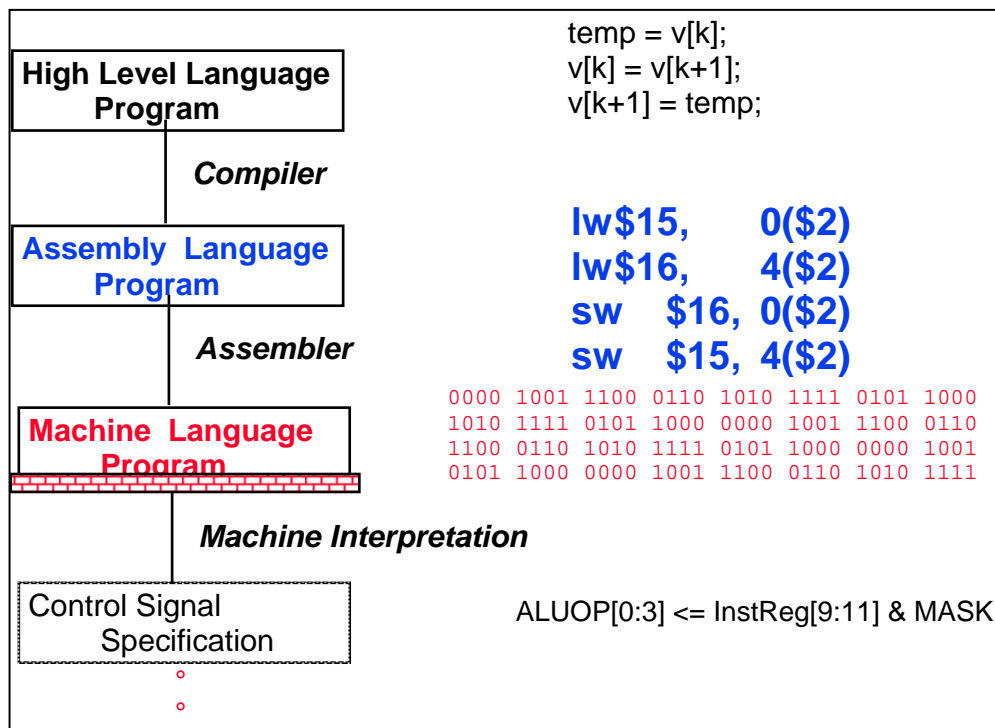 temp = v[k];
v[k] = v[k+1];
v[k+1] = temp;
High Level Language
Program
Compiler
lw$15, 0($2)
lw$16, 4($2)
sw $16, 0($2)
sw $15, 4($2)
Assembly Language
Program
Assembler
0000 1001 1100 0110 1010 1111 0101 1000
1010 1111 0101 1000 0000 1001 1100 0110
1100 0110 1010 1111 0101 1000 0000 1001
0101 1000 0000 1001 1100 0110 1010 1111
Machine Language
Program
Machine Interpretation
Control Signal
Specification
ALUOP[0:3] <= InstReg[9:11] & MASK